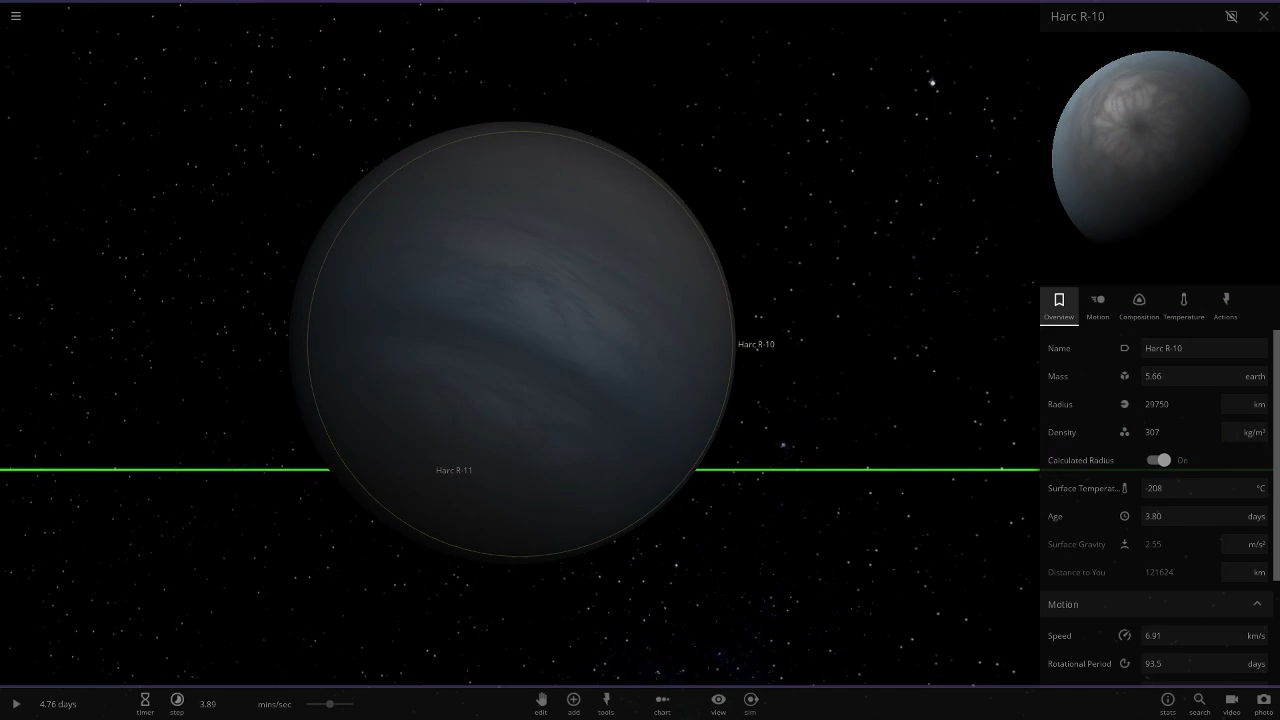 Harc R-10
Harc R-10
Harc R-11
Overview
Motion
Composition
Temperature
Actions
Name Harc R-10
Mass 5.66 earth
Radius 29750 km
Density 307 kg/m³
Calculated Radius On
Surface Temperat... -208 °C
Age 3.80 days
Surface Gravity 2.55 m/s²
Distance to You 121624 km
Motion
Speed 6.91 km/s
Rotational Period 93.5 days
4.76 days
timer
step
3.89 mins/sec
edit
add
tools
chart
view
sim
stats
search
video
photo